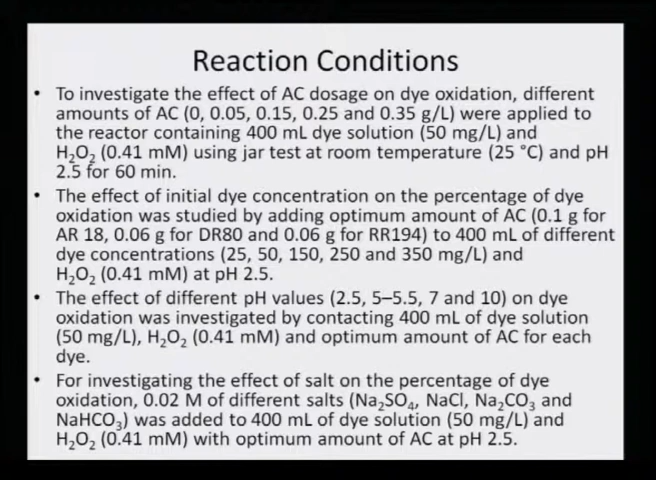 Reaction Conditions
• To investigate the effect of AC dosage on dye oxidation, different
amounts of AC (0, 0.05, 0.15, 0.25 and 0.35 g/L) were applied to
the reactor containing 400 mL dye solution (50 mg/L) and
H₂O₂ (0.41 mM) using jar test at room temperature (25 °C) and pH
2.5 for 60 min.
• The effect of initial dye concentration on the percentage of dye
oxidation was studied by adding optimum amount of AC (0.1 g for
AR 18, 0.06 g for DR80 and 0.06 g for RR194) to 400 mL of different
dye concentrations (25, 50, 150, 250 and 350 mg/L) and
H₂O₂ (0.41 mM) at pH 2.5.
• The effect of different pH values (2.5, 5–5.5, 7 and 10) on dye
oxidation was investigated by contacting 400 mL of dye solution
(50 mg/L), H₂O₂ (0.41 mM) and optimum amount of AC for each
dye.
• For investigating the effect of salt on the percentage of dye
oxidation, 0.02 M of different salts (Na₂SO₄, NaCl, Na₂CO₃ and
NaHCO₃) was added to 400 mL of dye solution (50 mg/L) and
H₂O₂ (0.41 mM) with optimum amount of AC at pH 2.5.